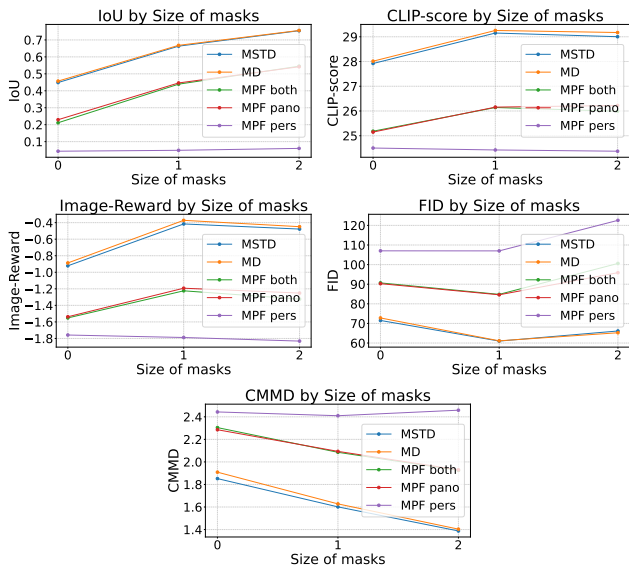 IoU by Size of masks
IoU
0.7
0.6
0.5
0.4
0.3
0.2
0.1
MSTD
MD
MPF both
MPF pano
MPF pers
0 1 2
Size of masks
CLIP-score by Size of masks
CLIP-score
29
28
27
26
25
MSTD
MD
MPF both
MPF pano
MPF pers
0 1 2
Size of masks
Image-Reward by Size of masks
Image-Reward
−0.4
−0.6
−0.8
−1.0
−1.2
−1.4
−1.6
−1.8
MSTD
MD
MPF both
MPF pano
MPF pers
0 1 2
Size of masks
FID by Size of masks
FID
120
110
100
90
80
70
60
MSTD
MD
MPF both
MPF pano
MPF pers
0 1 2
Size of masks
CMMD by Size of masks
CMMD
2.4
2.2
2.0
1.8
1.6
1.4
MSTD
MD
MPF both
MPF pano
MPF pers
0 1 2
Size of masks